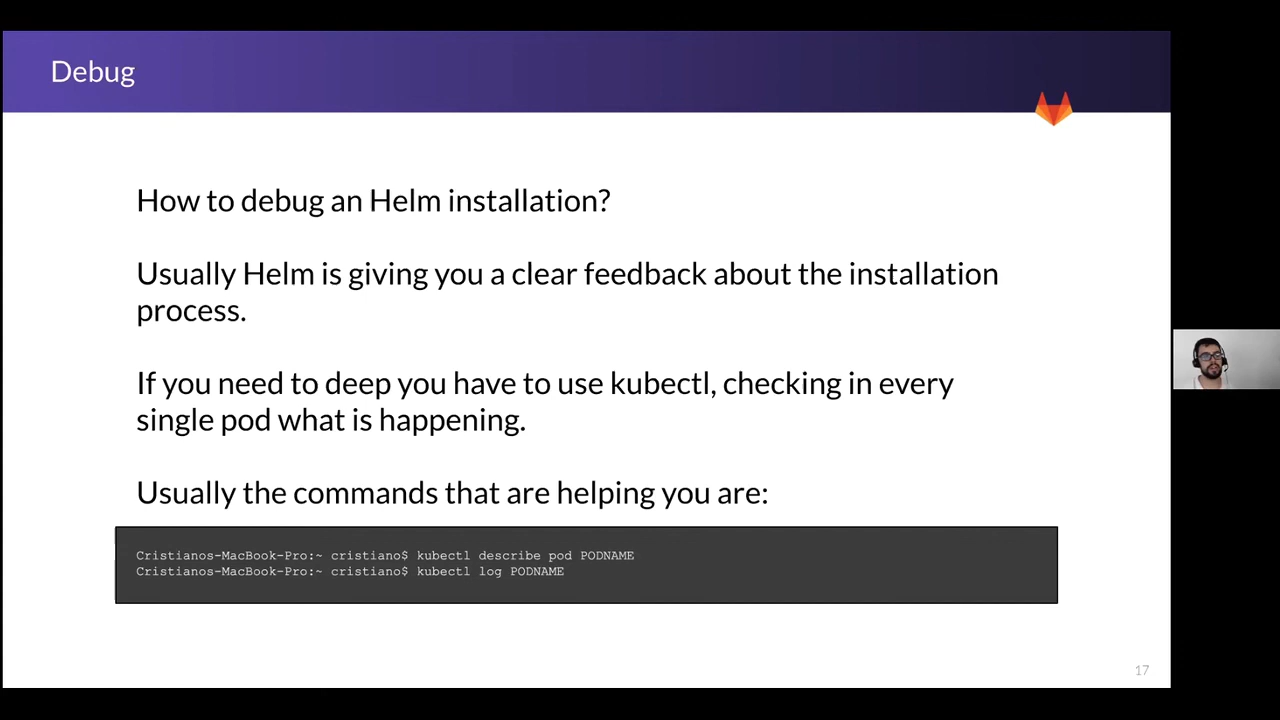 Debug
How to debug an Helm installation?
Usually Helm is giving you a clear feedback about the installation
process.
If you need to deep you have to use kubectl, checking in every
single pod what is happening.
Usually the commands that are helping you are:
Cristianos-MacBook-Pro:~ cristiano$ kubectl describe pod PODNAME
Cristianos-MacBook-Pro:~ cristiano$ kubectl log PODNAME
17